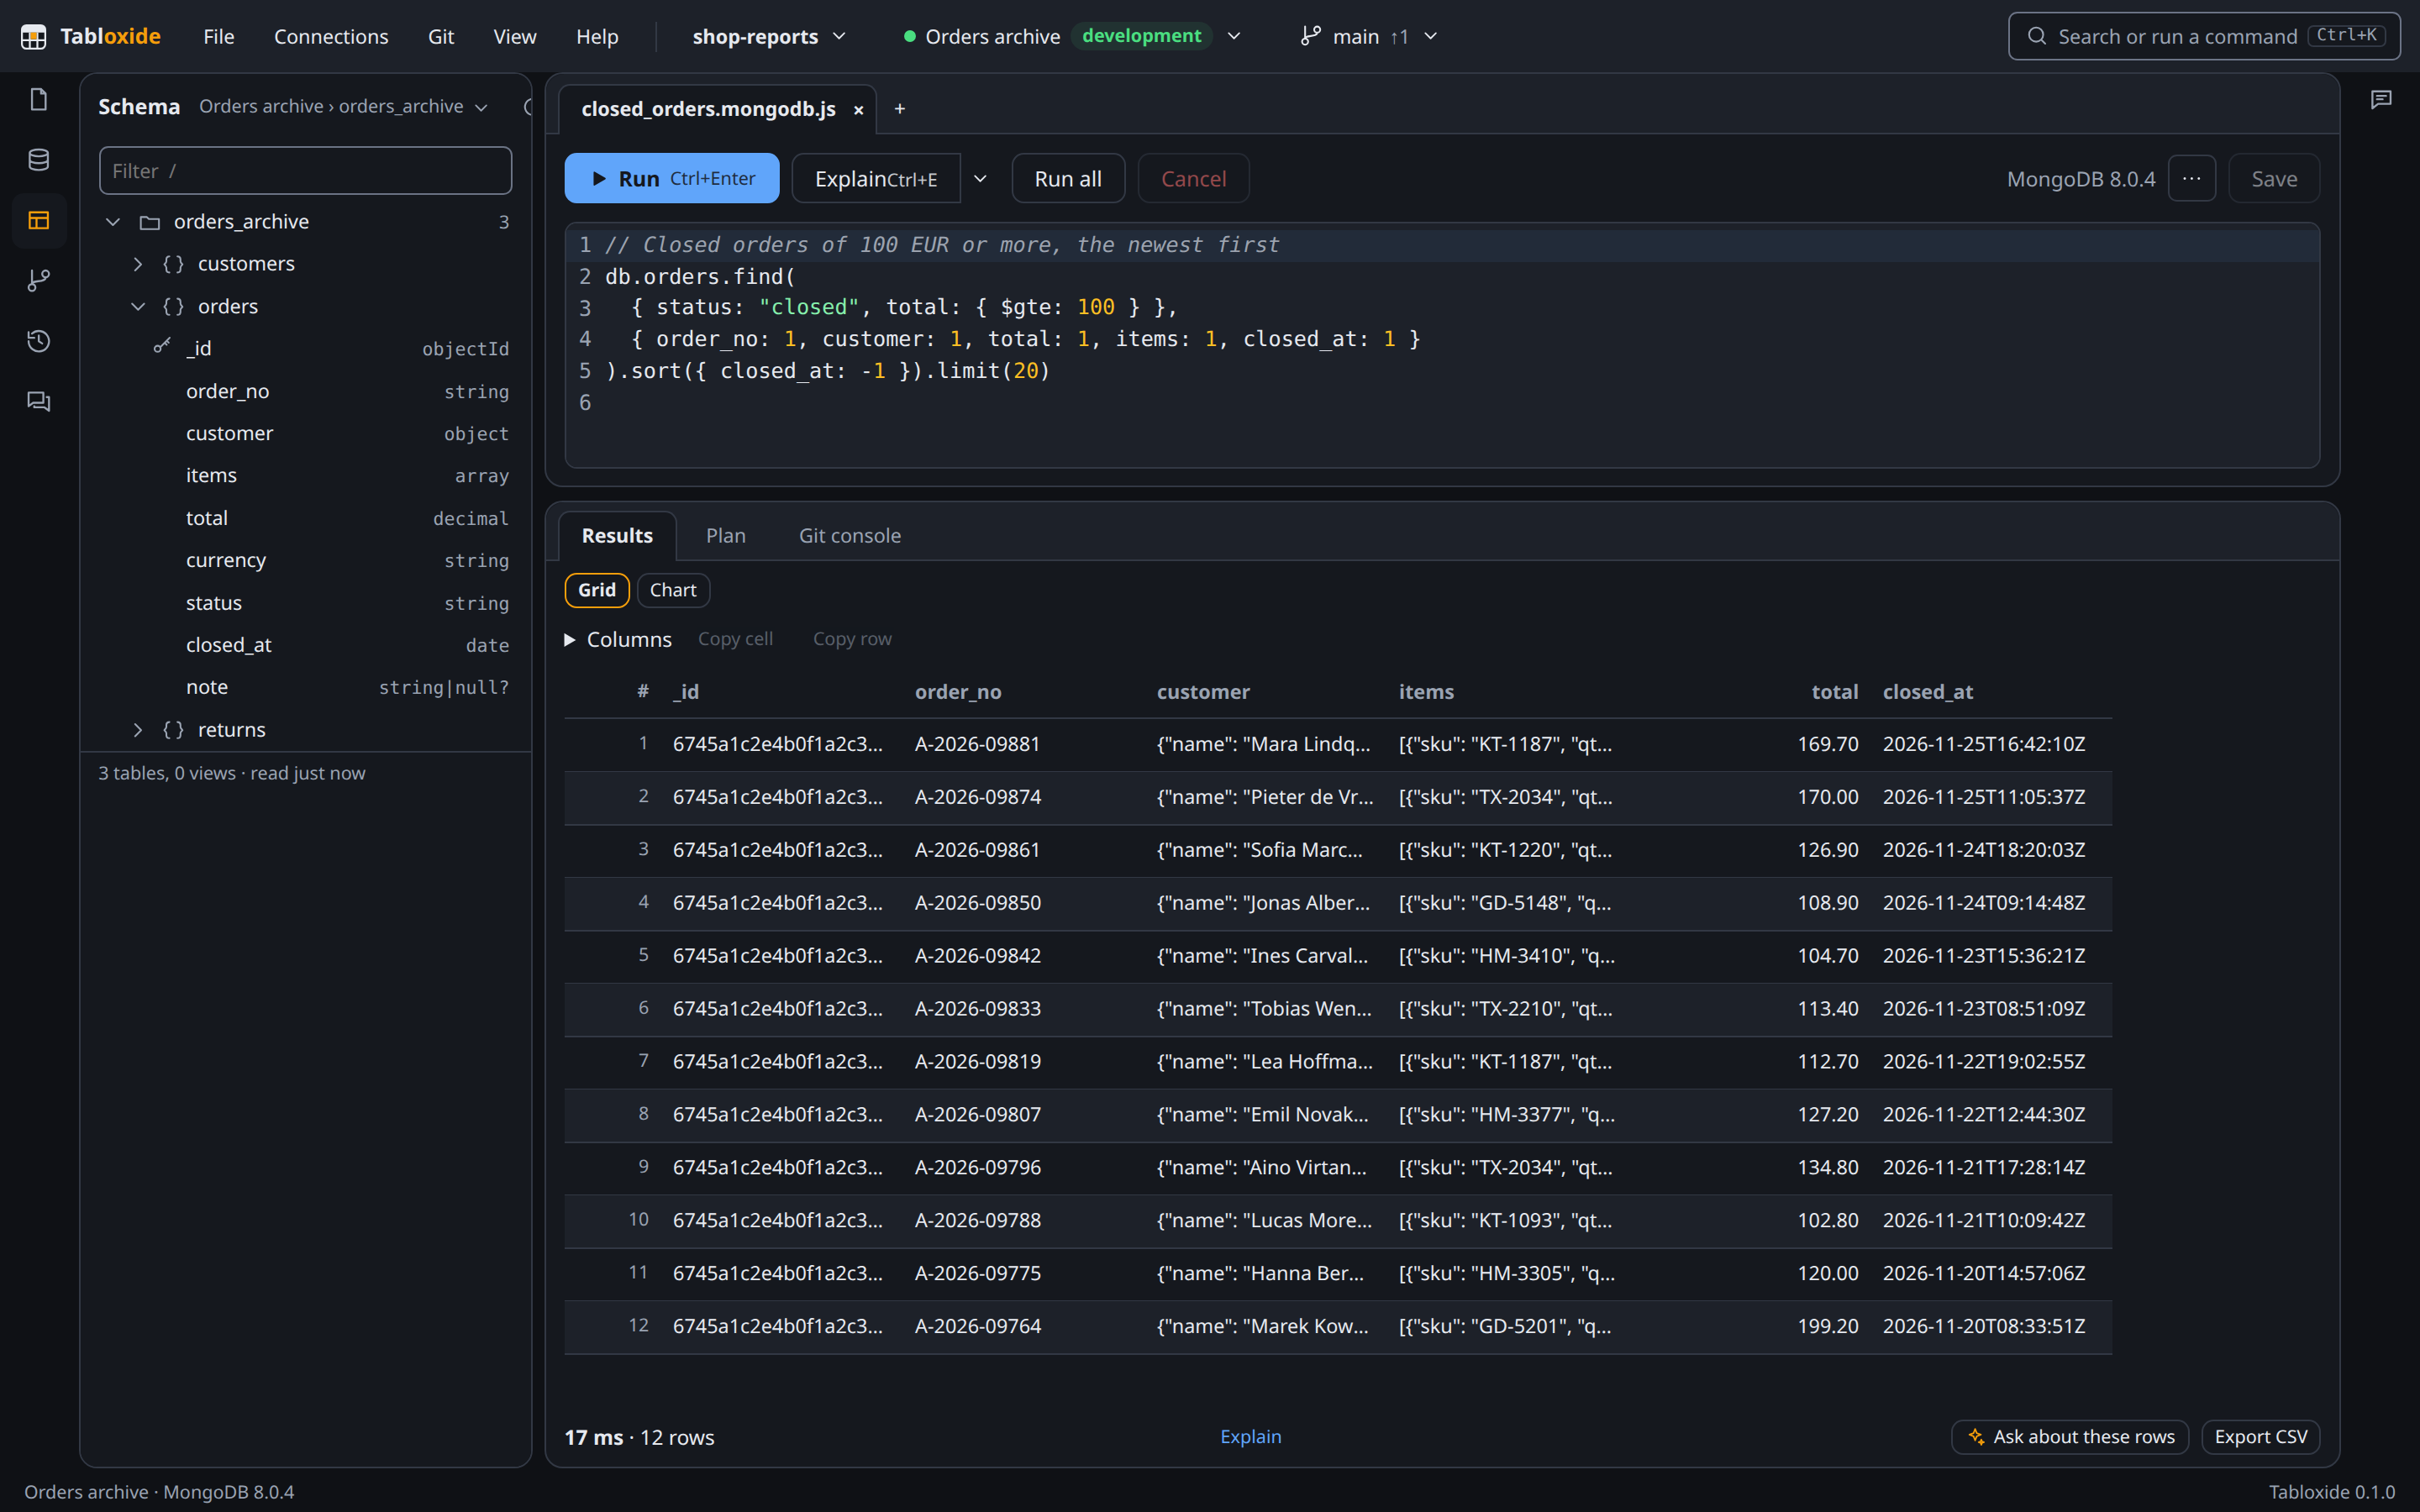 Tabloxide File Connections Git View Help shop-reports Orders archive development main ↑1 Search or run a command Ctrl+K
Schema Orders archive › orders_archive
Filter /
orders_archive 3
{} customers
{} orders
_id objectId
order_no string
customer object
items array
total decimal
currency string
status string
closed_at date
note string|null?
{} returns
3 tables, 0 views · read just now
closed_orders.mongodb.js × +
Run Ctrl+Enter Explain Ctrl+E Run all Cancel MongoDB 8.0.4 ··· Save
1 // Closed orders of 100 EUR or more, the newest first
2 db.orders.find(
3 { status: "closed", total: { $gte: 100 } },
4 { order_no: 1, customer: 1, total: 1, items: 1, closed_at: 1 }
5 ).sort({ closed_at: -1 }).limit(20)
6
Results Plan Git console
Grid Chart
Columns Copy cell Copy row
# _id order_no customer items total closed_at
1 6745a1c2e4b0f1a2c3... A-2026-09881 {"name": "Mara Lindq... [{"sku": "KT-1187", "qt... 169.70 2026-11-25T16:42:10Z
2 6745a1c2e4b0f1a2c3... A-2026-09874 {"name": "Pieter de Vr... [{"sku": "TX-2034", "qt... 170.00 2026-11-25T11:05:37Z
3 6745a1c2e4b0f1a2c3... A-2026-09861 {"name": "Sofia Marc... [{"sku": "KT-1220", "qt... 126.90 2026-11-24T18:20:03Z
4 6745a1c2e4b0f1a2c3... A-2026-09850 {"name": "Jonas Alber... [{"sku": "GD-5148", "q... 108.90 2026-11-24T09:14:48Z
5 6745a1c2e4b0f1a2c3... A-2026-09842 {"name": "Ines Carval... [{"sku": "HM-3410", "q... 104.70 2026-11-23T15:36:21Z
6 6745a1c2e4b0f1a2c3... A-2026-09833 {"name": "Tobias Wen... [{"sku": "TX-2210", "qt... 113.40 2026-11-23T08:51:09Z
7 6745a1c2e4b0f1a2c3... A-2026-09819 {"name": "Lea Hoffma... [{"sku": "KT-1187", "qt... 112.70 2026-11-22T19:02:55Z
8 6745a1c2e4b0f1a2c3... A-2026-09807 {"name": "Emil Novak... [{"sku": "HM-3377", "q... 127.20 2026-11-22T12:44:30Z
9 6745a1c2e4b0f1a2c3... A-2026-09796 {"name": "Aino Virtan... [{"sku": "TX-2034", "qt... 134.80 2026-11-21T17:28:14Z
10 6745a1c2e4b0f1a2c3... A-2026-09788 {"name": "Lucas More... [{"sku": "KT-1093", "qt... 102.80 2026-11-21T10:09:42Z
11 6745a1c2e4b0f1a2c3... A-2026-09775 {"name": "Hanna Ber... [{"sku": "HM-3305", "q... 120.00 2026-11-20T14:57:06Z
12 6745a1c2e4b0f1a2c3... A-2026-09764 {"name": "Marek Kow... [{"sku": "GD-5201", "q... 199.20 2026-11-20T08:33:51Z
17 ms · 12 rows Explain Ask about these rows Export CSV
Orders archive · MongoDB 8.0.4 Tabloxide 0.1.0